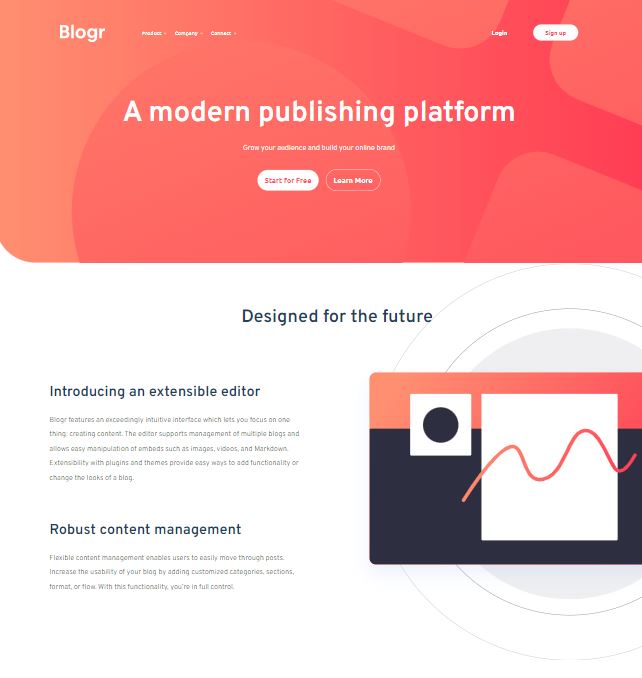 Blogr
Product Company Connect
Login
Sign up
A modern publishing platform
Grow your audience and build your online brand
Start for Free
Learn More
Designed for the future
Introducing an extensible editor
Blogr features an exceedingly intuitive interface which lets you focus on one
thing: creating content. The editor supports management of multiple blogs and
allows easy manipulation of embeds such as images, videos, and Markdown.
Extensibility with plugins and themes provide easy ways to add functionality or
change the looks of a blog.
Robust content management
Flexible content management enables users to easily move through posts.
Increase the usability of your blog by adding customized categories, sections,
format, or flow. With this functionality, you're in full control.